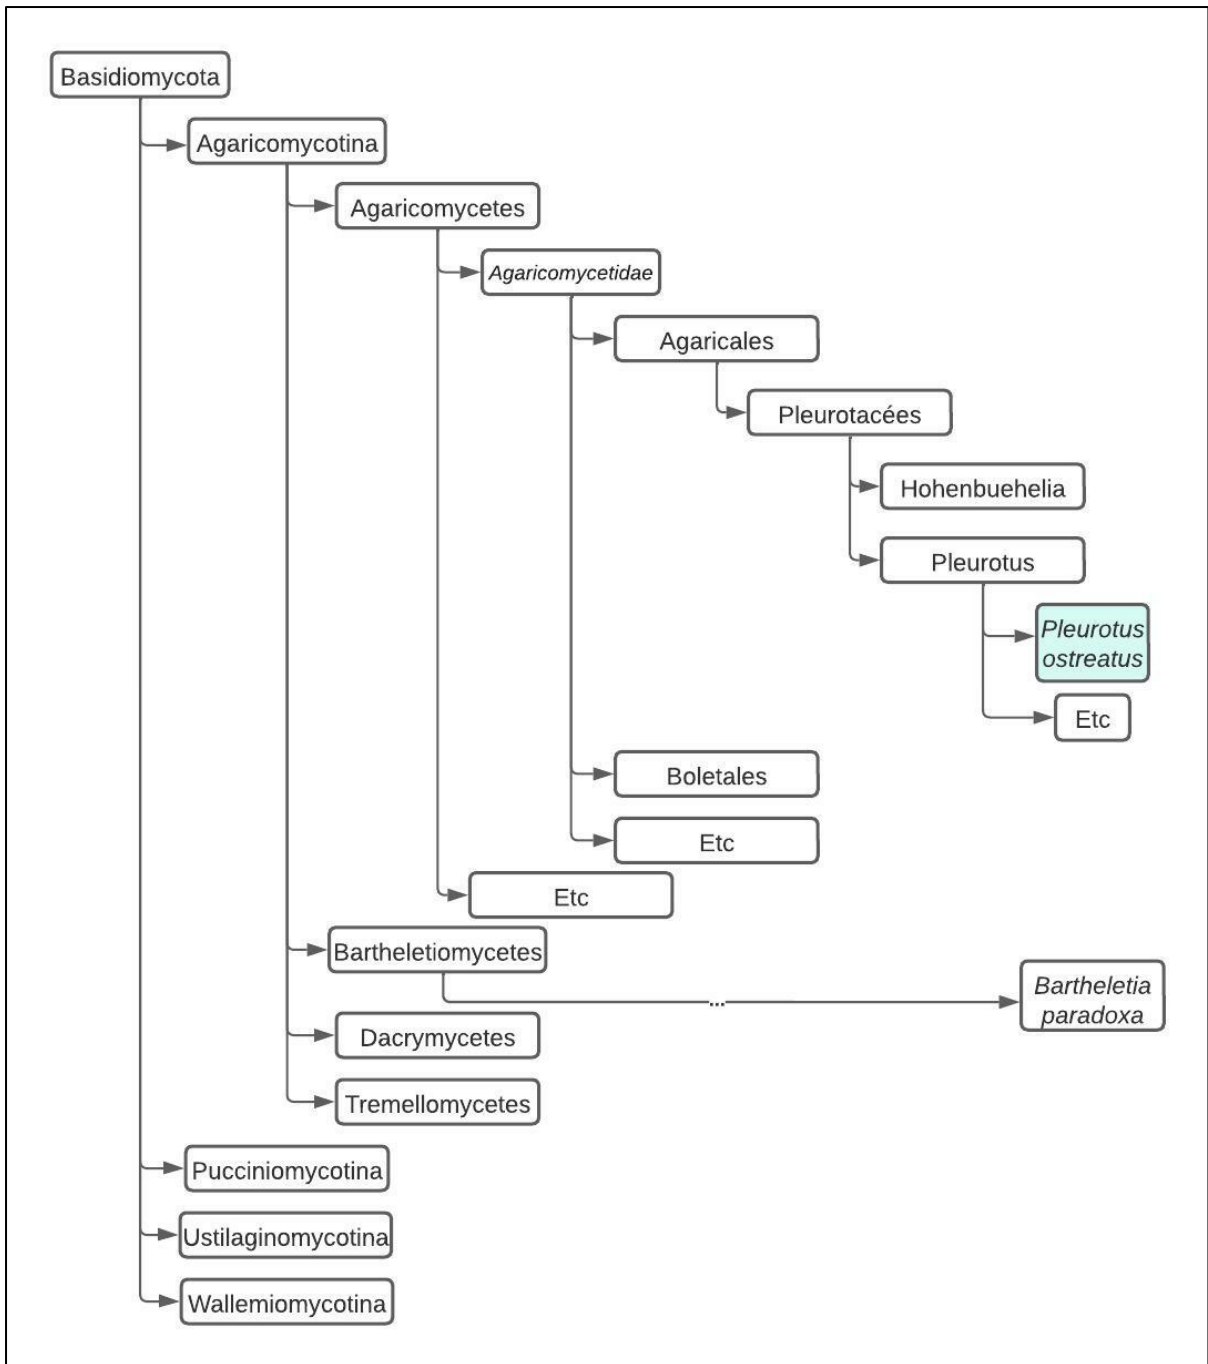 Basidiomycota
Agaricomycotina
Agaricomycetes
Agaricomycetidae
Agaricales
Pleurotacées
Hohenbuehelia
Pleurotus
Pleurotus
ostreatus
Etc
Boletales
Etc
Etc
Bartheletiomycetes
...
Bartheletia
paradoxa
Dacrymycetes
Tremellomycetes
Pucciniomycotina
Ustilaginomycotina
Wallemiomycotina